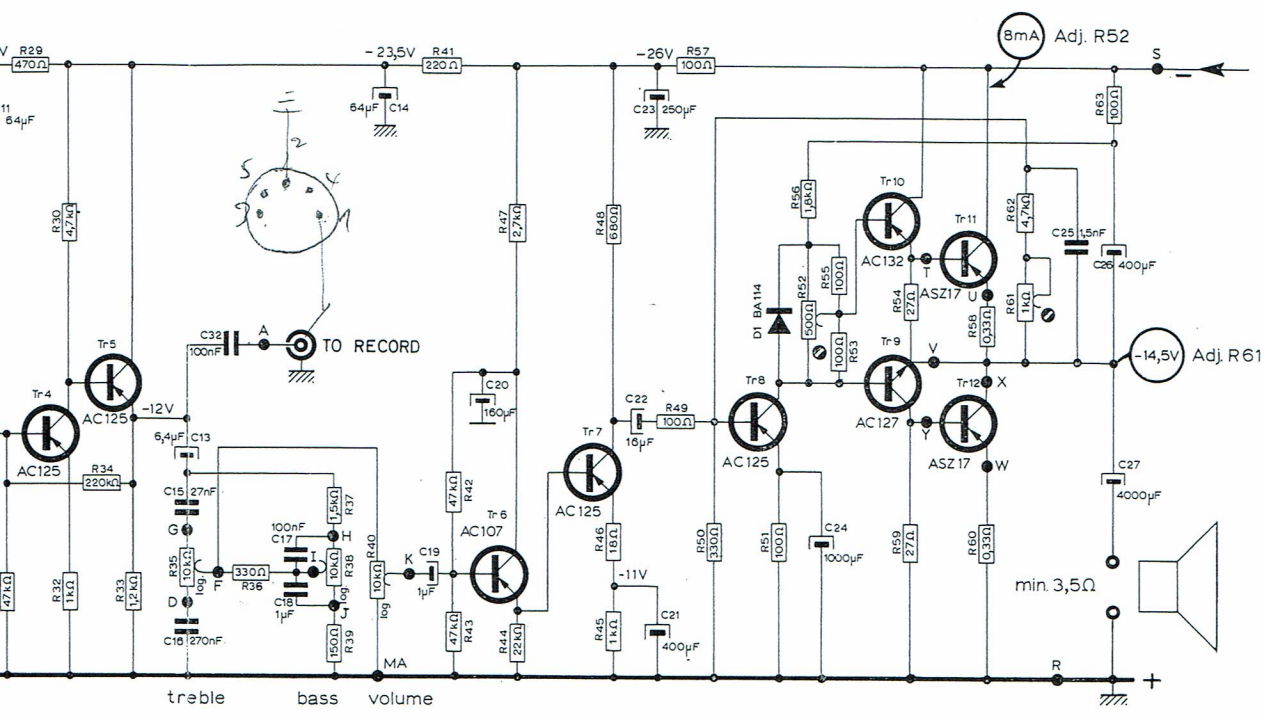 V R29 470Ω
-23,5V R41 220Ω
-26V R57 100Ω
8mA Adj. R52
S
−
11 64µF
64µF C14
C23 250µF
R63 100Ω
2
5
4
3
1
R30 4,7kΩ
R47 2,7kΩ
R48 680Ω
R56 1,8kΩ
Tr10
AC132
Tr11
ASZ17
R62 4,7kΩ
C25 1,5nF
C26 400µF
T
U
R55 100Ω
R52 500Ω
R53 100Ω
D1 BA114
R54 27Ω
R58 0,33Ω
R61 1kΩ
C32 100nF
A
TO RECORD
Tr5
AC125
Tr4
AC125
-12V
6,4µF C13
R34 220kΩ
C20 160µF
C22 16µF
R49 100Ω
Tr8
AC125
Tr9
AC127
V
X
Tr12
ASZ17
Y
W
-14,5V Adj. R61
C15 27nF
G
R37 1,5kΩ
R42 47kΩ
Tr7
AC125
C27 4000µF
100nF C17
H
I
R35 10kΩ log.
F
330Ω R36
R38 10kΩ log
R40 10kΩ log
K
C19 1µF
Tr6
AC107
R46 18Ω
-11V
R50 330Ω
R51 100Ω
C24 1000µF
R59 27Ω
R60 0,33Ω
min. 3,5Ω
47kΩ
R32 1kΩ
R33 1,2kΩ
D
C16 270nF
C18 1µF
J
R39 150Ω
R43 47kΩ
R44 22kΩ
R45 1kΩ
C21 400µF
MA
R
+
treble
bass
volume